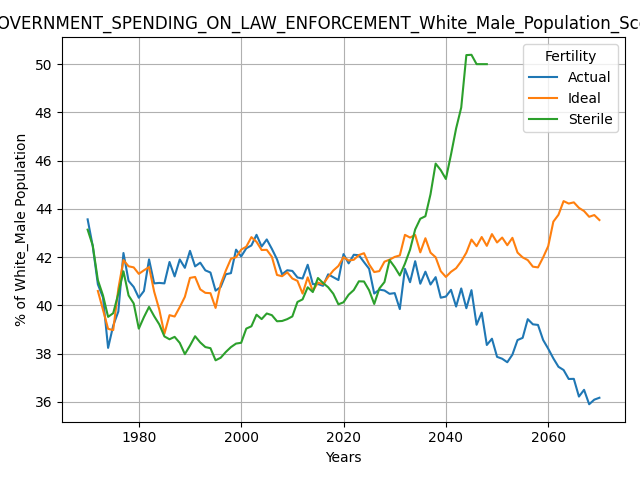 OVERNMENT_SPENDING_ON_LAW_ENFORCEMENT_White_Male_Population_Sc
Fertility
Actual
Ideal
Sterile
% of White_Male Population
50
48
46
44
42
40
38
36
1980
2000
2020
2040
2060
Years